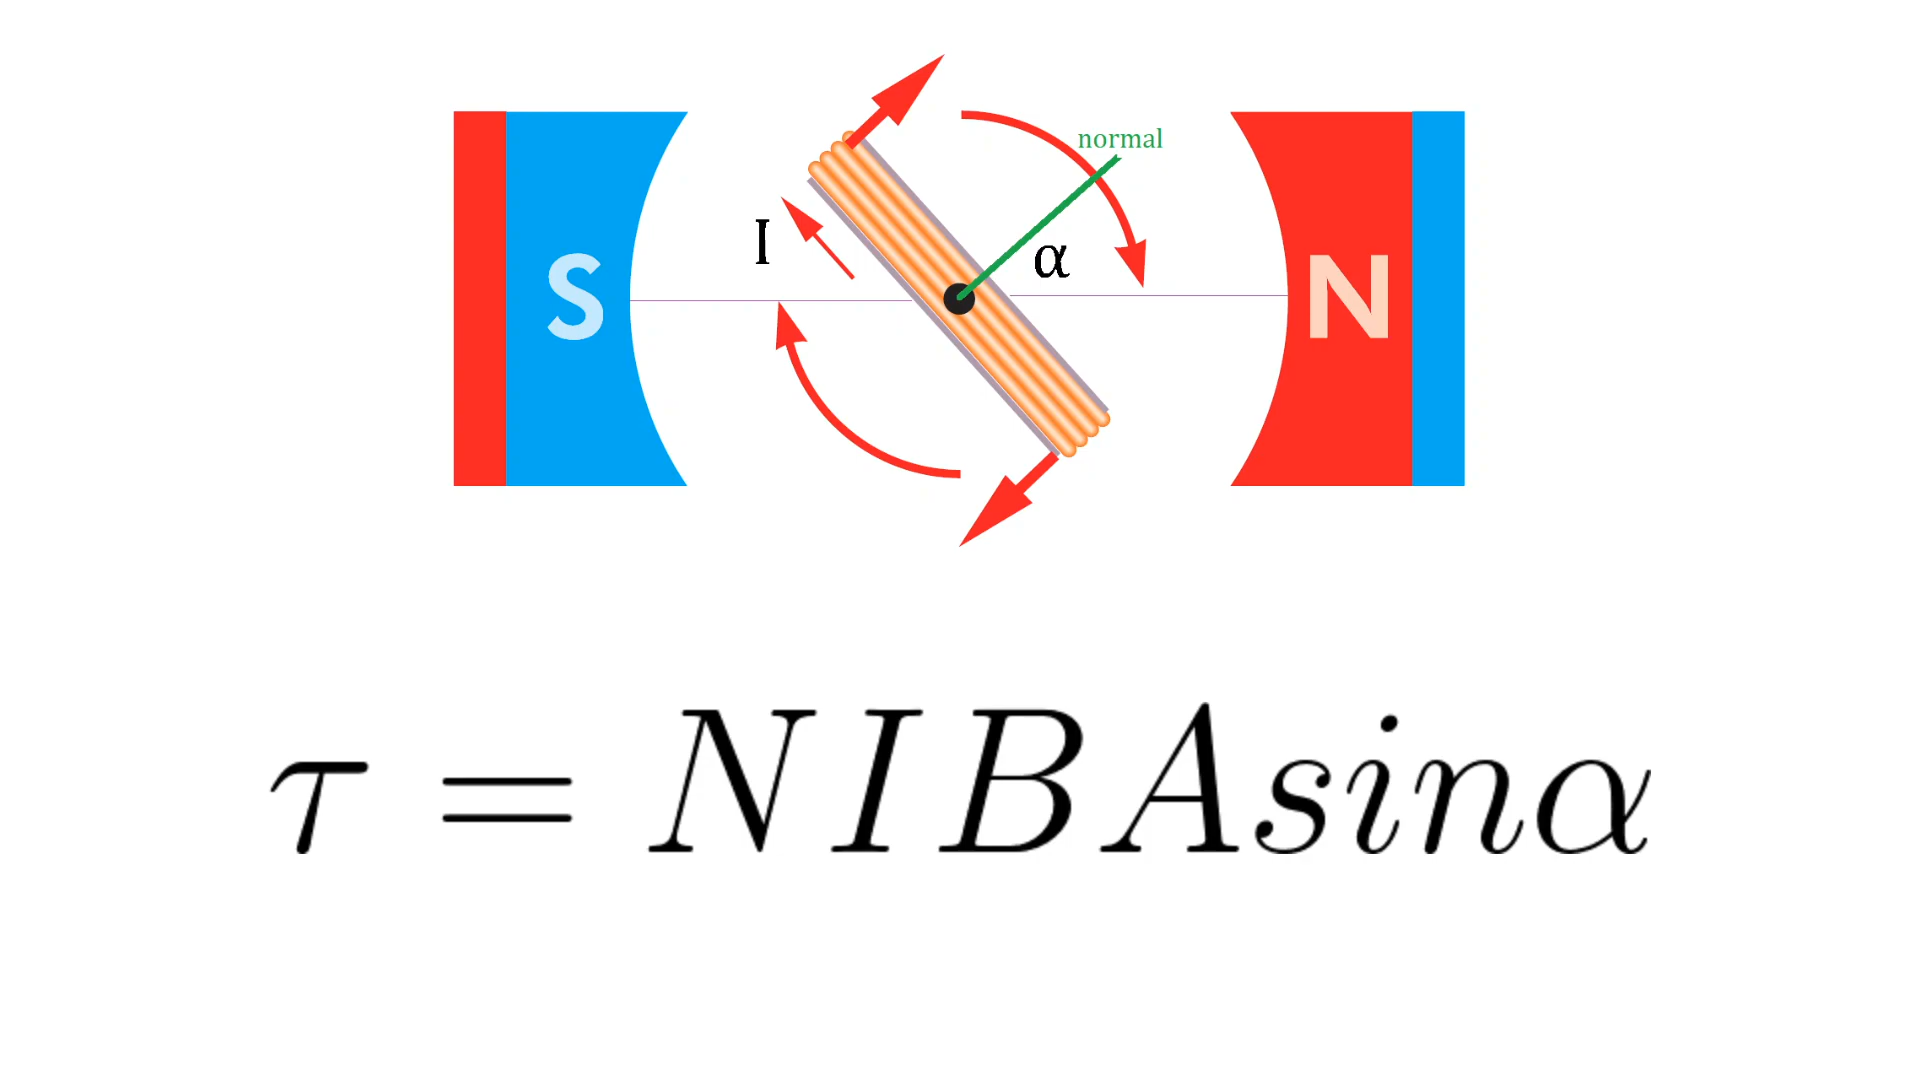 normal
I
α
S
N
τ = NIBAsinα